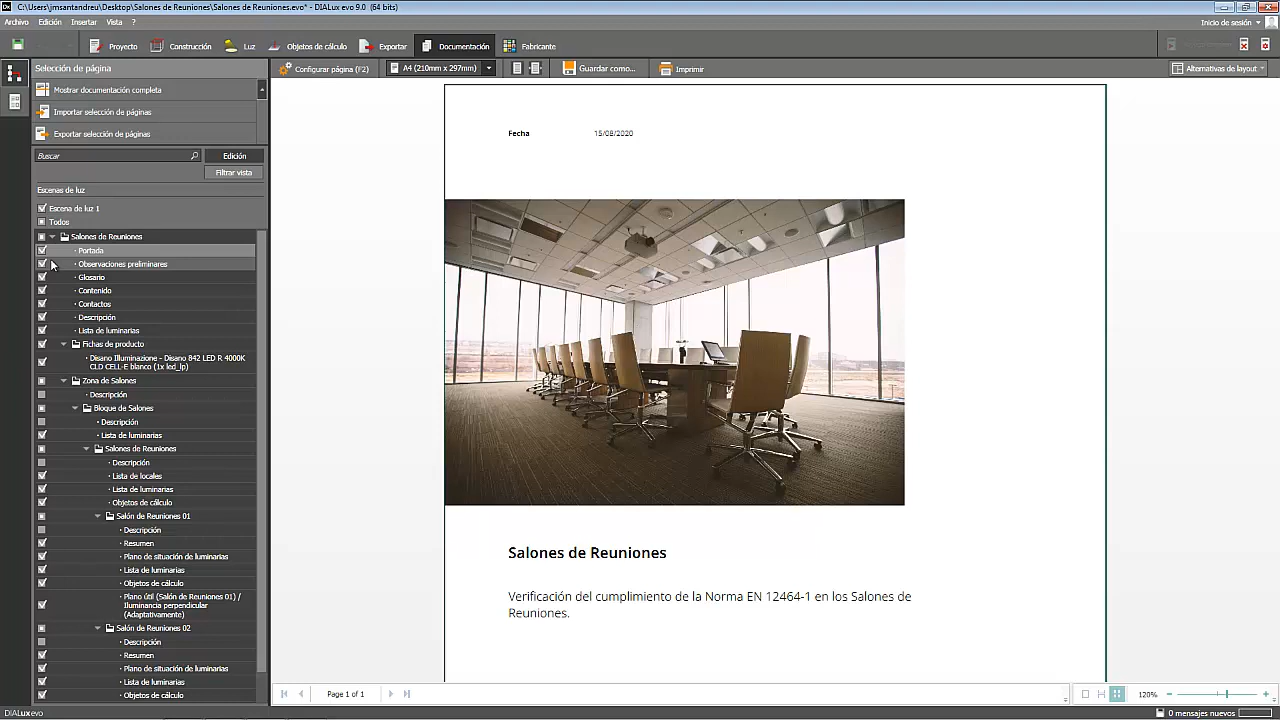 C:\Users\jmsantandreu\Desktop\Salones de Reuniones\Salones de Reuniones.evo* - DIALux evo 9.0 (64 bits)
Archivo Edición Insertar Vista ?
Inicio de sesión
Proyecto Construcción Luz Objetos de cálculo Exportar Documentación Fabricante
Selección de página
Configurar página (F2) A4 (210mm x 297mm) Guardar como... Imprimir Alternativas de layout
Mostrar documentación completa
Importar selección de páginas
Exportar selección de páginas
Buscar
Edición
Filtrar vista
Escenas de luz
Escena de luz 1
Todos
Salones de Reuniones
· Portada
· Observaciones preliminares
· Glosario
· Contenido
· Contactos
· Descripción
· Lista de luminarias
Fichas de producto
· Disano Illuminazione - Disano 842 LED R 4000K
CLD CELL-E blanco (1x led_lp)
Zona de Salones
· Descripción
Bloque de Salones
· Descripción
· Lista de luminarias
Salones de Reuniones
· Descripción
· Lista de locales
· Lista de luminarias
· Objetos de cálculo
Salón de Reuniones 01
· Descripción
· Resumen
· Plano de situación de luminarias
· Lista de luminarias
· Objetos de cálculo
· Plano útil (Salón de Reuniones 01) /
Iluminancia perpendicular
(Adaptativamente)
Salón de Reuniones 02
· Descripción
· Resumen
· Plano de situación de luminarias
· Lista de luminarias
· Objetos de cálculo
Fecha 15/08/2020
Salones de Reuniones
Verificación del cumplimiento de la Norma EN 12464-1 en los Salones de
Reuniones.
Page 1 of 1
120%
DIALux evo
0 mensajes nuevos